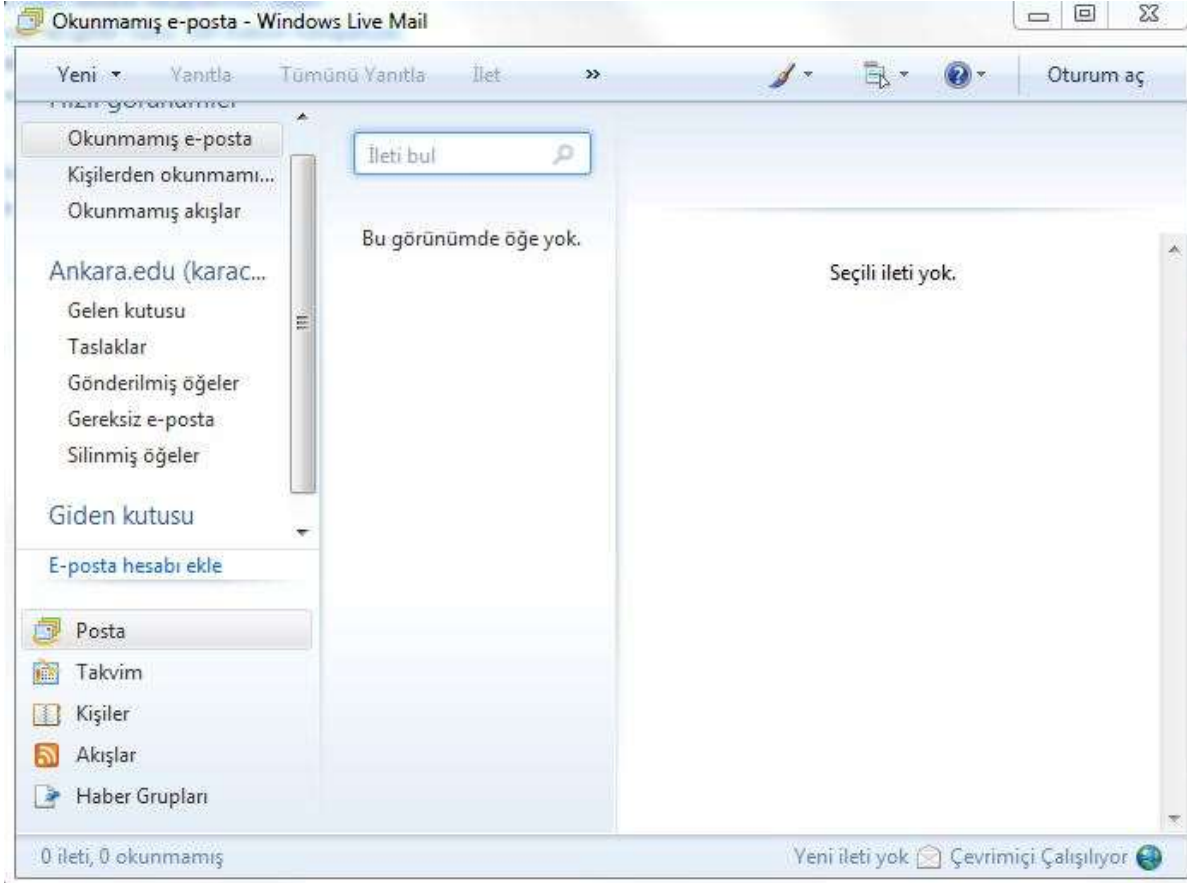 Okunmamış e-posta - Windows Live Mail
Yeni Yanıtla Tümünü Yanıtla İlet » Oturum aç
Hızlı görünümler
Okunmamış e-posta
Kişilerden okunmamı...
Okunmamış akışlar
Ankara.edu (karac...
Gelen kutusu
Taslaklar
Gönderilmiş öğeler
Gereksiz e-posta
Silinmiş öğeler
Giden kutusu
E-posta hesabı ekle
Posta
Takvim
Kişiler
Akışlar
Haber Grupları
İleti bul
Bu görünümde öğe yok.
Seçili ileti yok.
0 ileti, 0 okunmamış
Yeni ileti yok Çevrimiçi Çalışılıyor